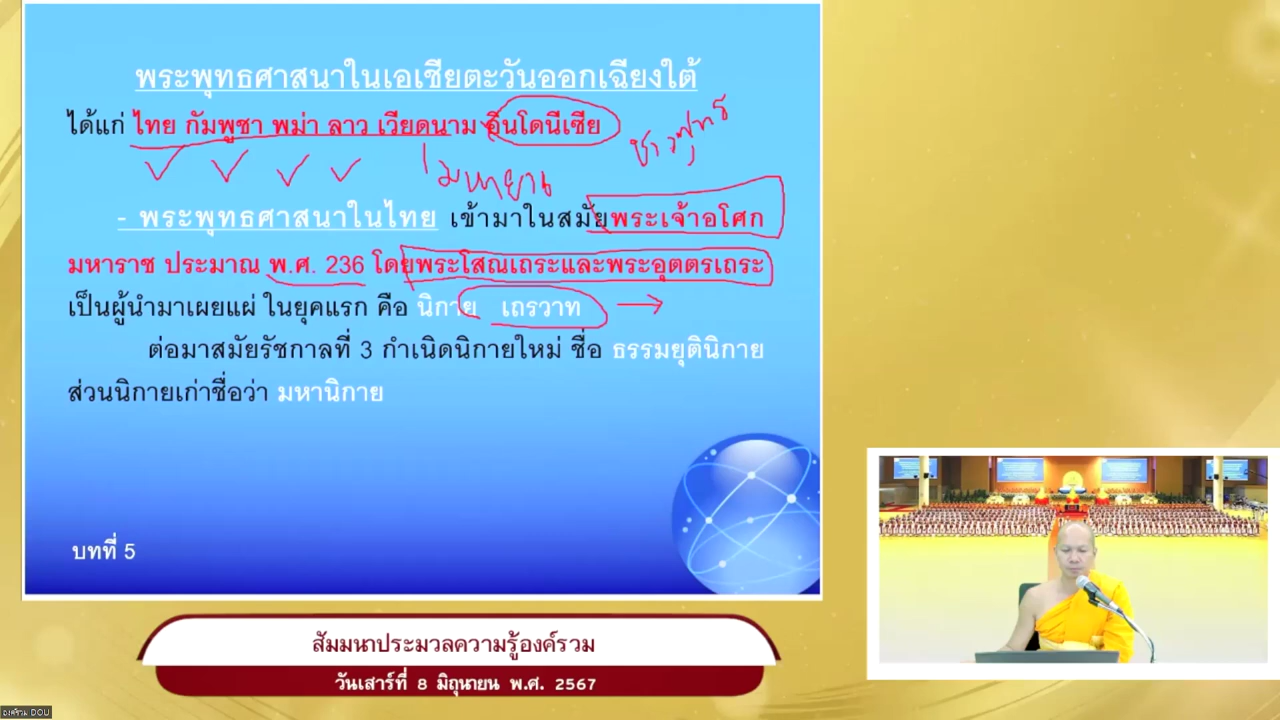 พระพุทธศาสนาในเอเชียตะวันออกเฉียงใต้
ได้แก่ ไทย กัมพูชา พม่า ลาว เวียดนาม อินโดนีเซีย
ชาวพุทธ
มหายาน
- พระพุทธศาสนาในไทย เข้ามาในสมัยพระเจ้าอโศก
มหาราช ประมาณ พ.ศ. 236 โดยพระโสณเถระและพระอุตตรเถระ
เป็นผู้นำมาเผยแผ่ ในยุคแรก คือ นิกาย เถรวาท
ต่อมาสมัยรัชกาลที่ 3 กำเนิดนิกายใหม่ ชื่อ ธรรมยุตินิกาย
ส่วนนิกายเก่าชื่อว่า มหานิกาย
บทที่ 5
สัมมนาประมวลความรู้องค์รวม
วันเสาร์ที่ 8 มิถุนายน พ.ศ. 2567
องค์รวม DOU